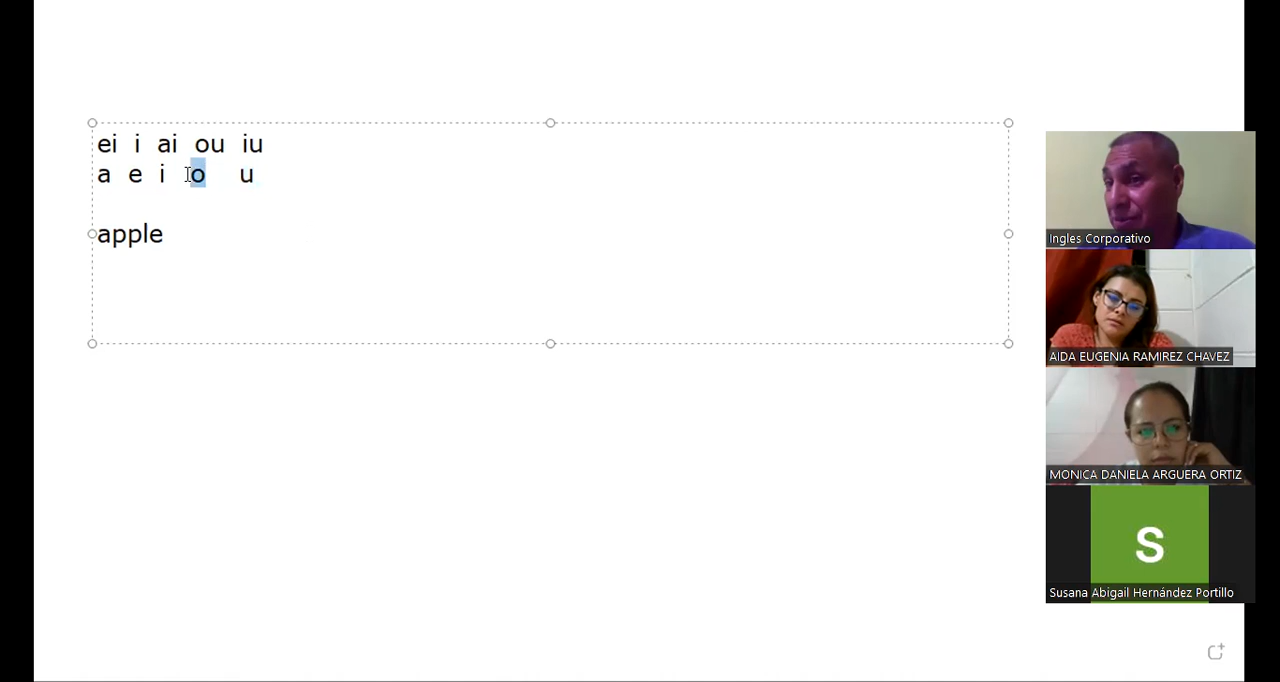 ei i ai ou iu
a e i o u
apple
Ingles Corporativo
AIDA EUGENIA RAMIREZ CHAVEZ
MONICA DANIELA ARGUERA ORTIZ
S
Susana Abigail Hernández Portillo